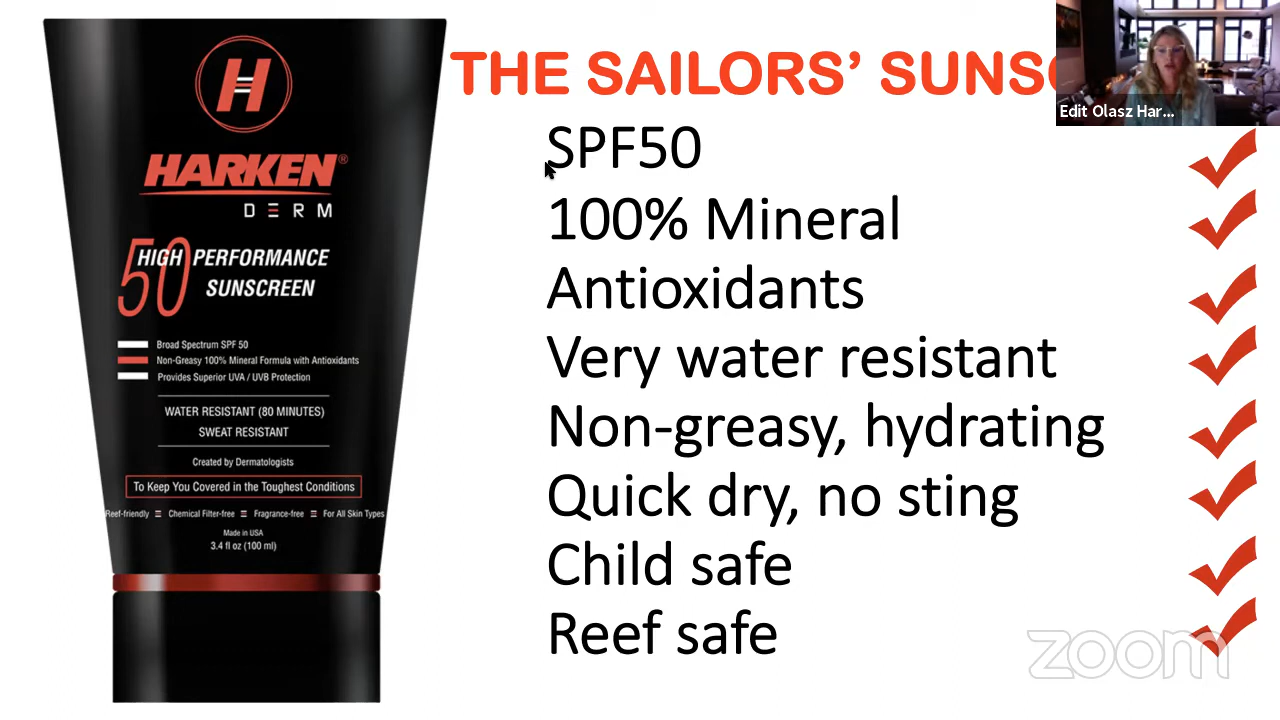 THE SAILORS’ SUNSC
Edit Olasz Har...
SPF50
100% Mineral
Antioxidants
Very water resistant
Non-greasy, hydrating
Quick dry, no sting
Child safe
Reef safe
H
HARKEN®
DERM
50 HIGH PERFORMANCE
SUNSCREEN
Broad Spectrum SPF 50
Non-Greasy 100% Mineral Formula with Antioxidants
Provides Superior UVA / UVB Protection
WATER RESISTANT (80 MINUTES)
SWEAT RESISTANT
Created by Dermatologists
To Keep You Covered in the Toughest Conditions
Reef-friendly Chemical Filter-free Fragrance-free For All Skin Types
Made in USA
3.4 fl oz (100 ml)
zoom